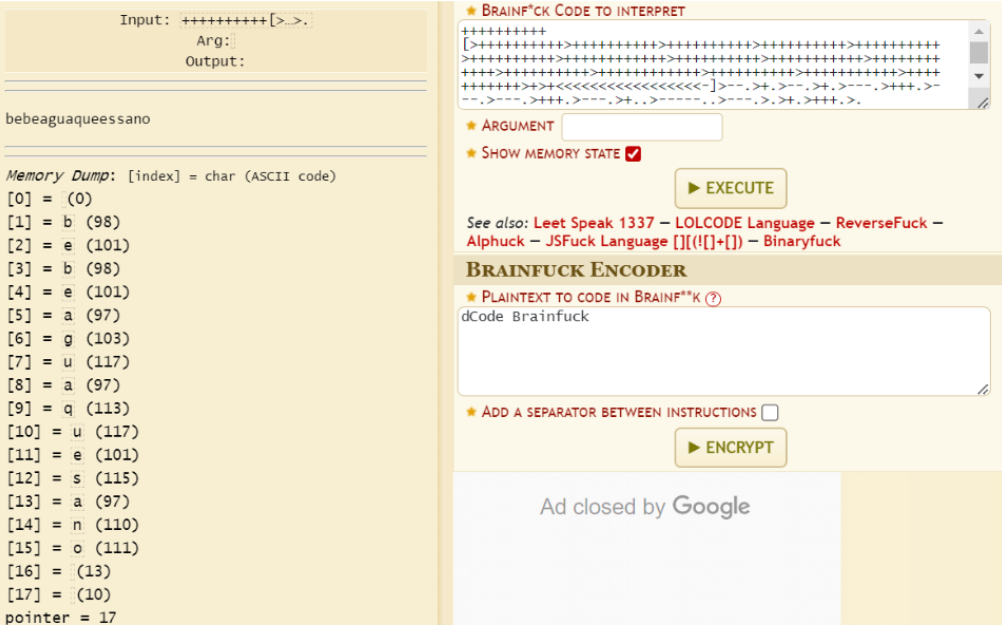 Input: ++++++++++[>…>.
Arg:
Output:
bebeaguaqueessano
Memory Dump: [index] = char (ASCII code)
[0] = (0)
[1] = b (98)
[2] = e (101)
[3] = b (98)
[4] = e (101)
[5] = a (97)
[6] = g (103)
[7] = u (117)
[8] = a (97)
[9] = q (113)
[10] = u (117)
[11] = e (101)
[12] = s (115)
[13] = a (97)
[14] = n (110)
[15] = o (111)
[16] = (13)
[17] = (10)
pointer = 17
BRAINF*CK CODE TO INTERPRET
++++++++++
[>++++++++++>++++++++++>++++++++++>++++++++++>++++++++++
>++++++++++>++++++++++++>++++++++++>+++++++++++>++++++++
++++>++++++++++>++++++++++++>++++++++++>+++++++++++>++++
+++++++>+>+<<<<<<<<<<<<<<<<<-]>--.>+.>--.>+.>---.>+++.>-
--.>---.>+++.>---.>+..>-----..>---.>.>+.>+++.>.
ARGUMENT
SHOW MEMORY STATE
► EXECUTE
See also: Leet Speak 1337 – LOLCODE Language – ReverseFuck –
Alphuck – JSFuck Language [][(![]+[]) – Binaryfuck
BRAINFUCK ENCODER
PLAINTEXT TO CODE IN BRAINF**K ?
dCode Brainfuck
ADD A SEPARATOR BETWEEN INSTRUCTIONS
► ENCRYPT
Ad closed by Google